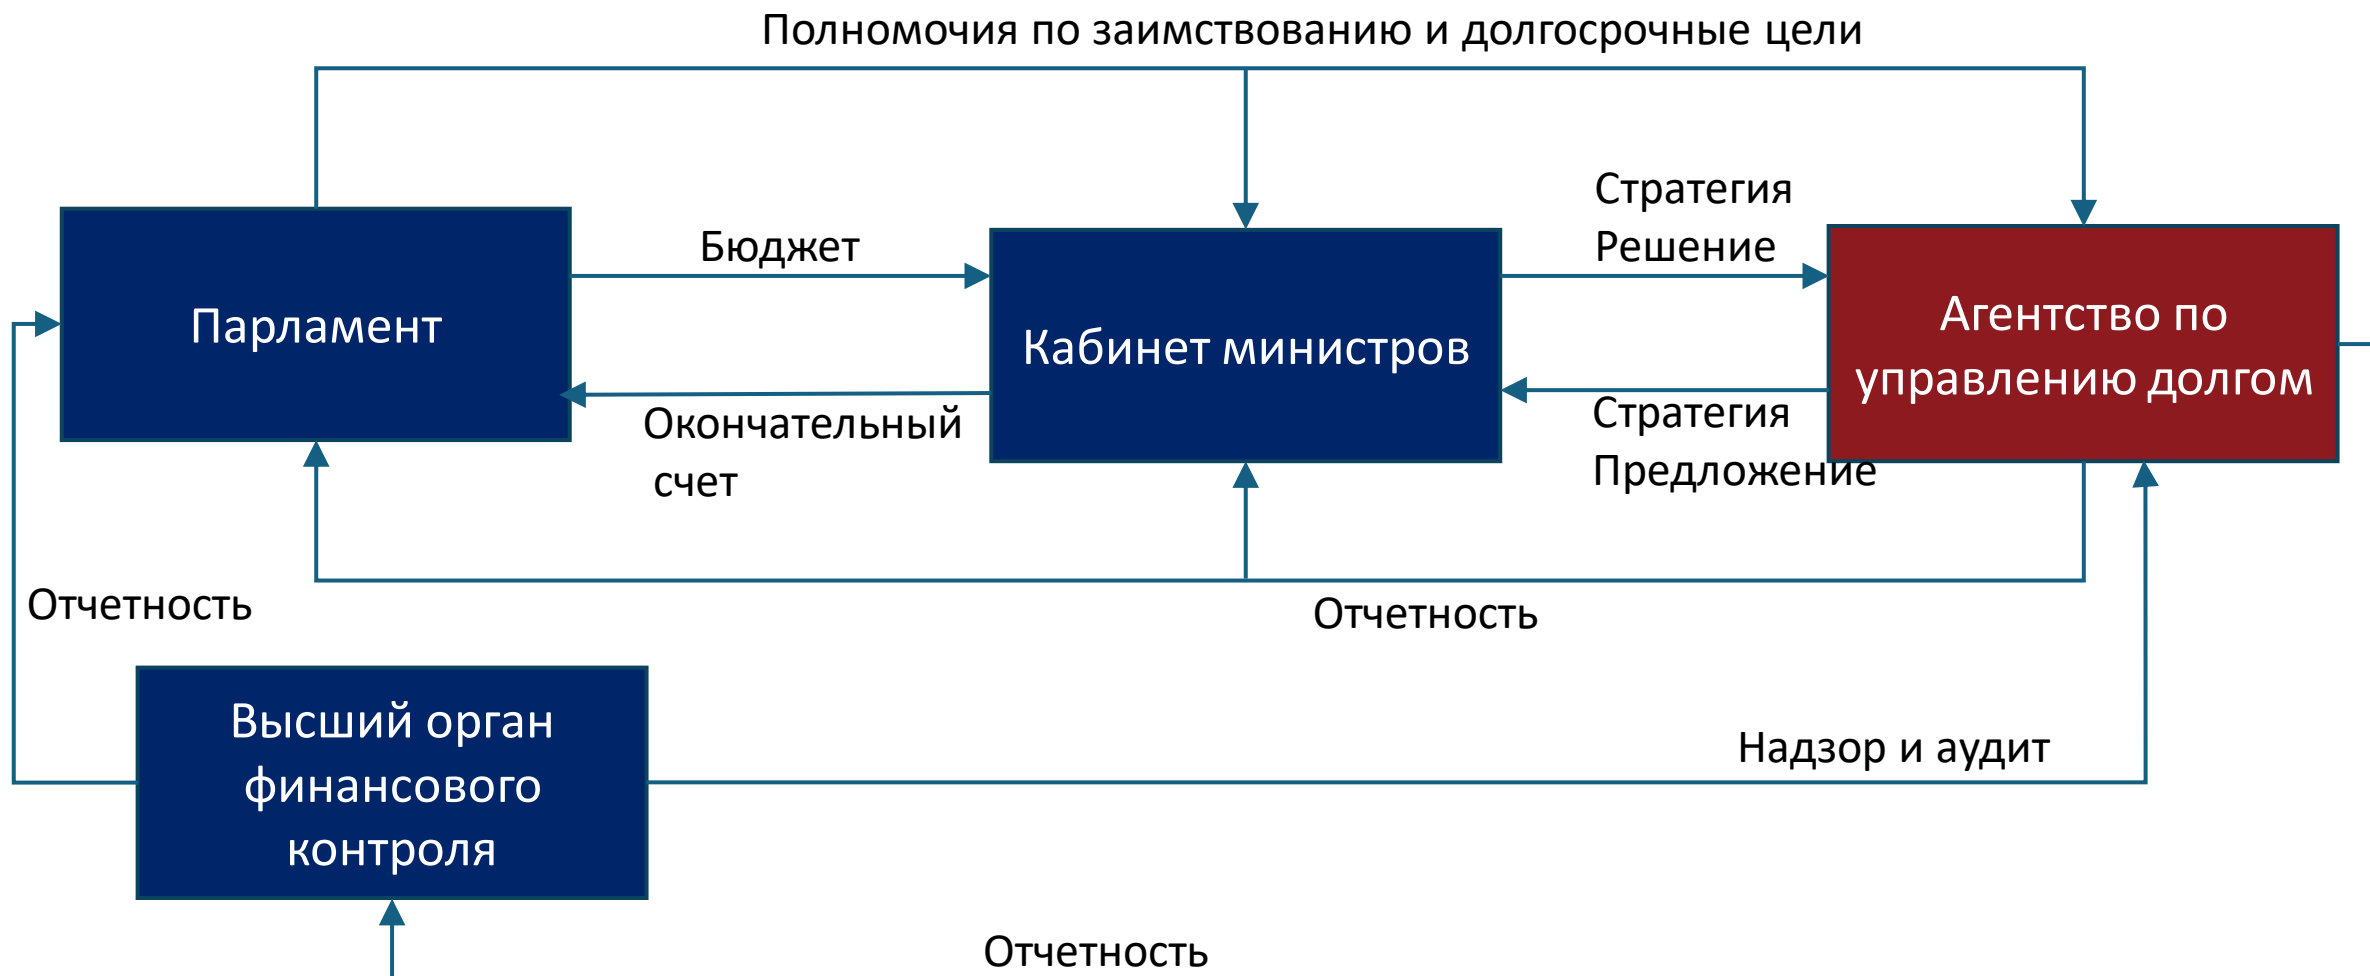 Полномочия по заимствованию и долгосрочные цели
Стратегия
Решение
Бюджет
Парламент
Кабинет министров
Агентство по
управлению долгом
Окончательный
счет
Стратегия
Предложение
Отчетность
Отчетность
Высший орган
финансового
контроля
Надзор и аудит
Отчетность